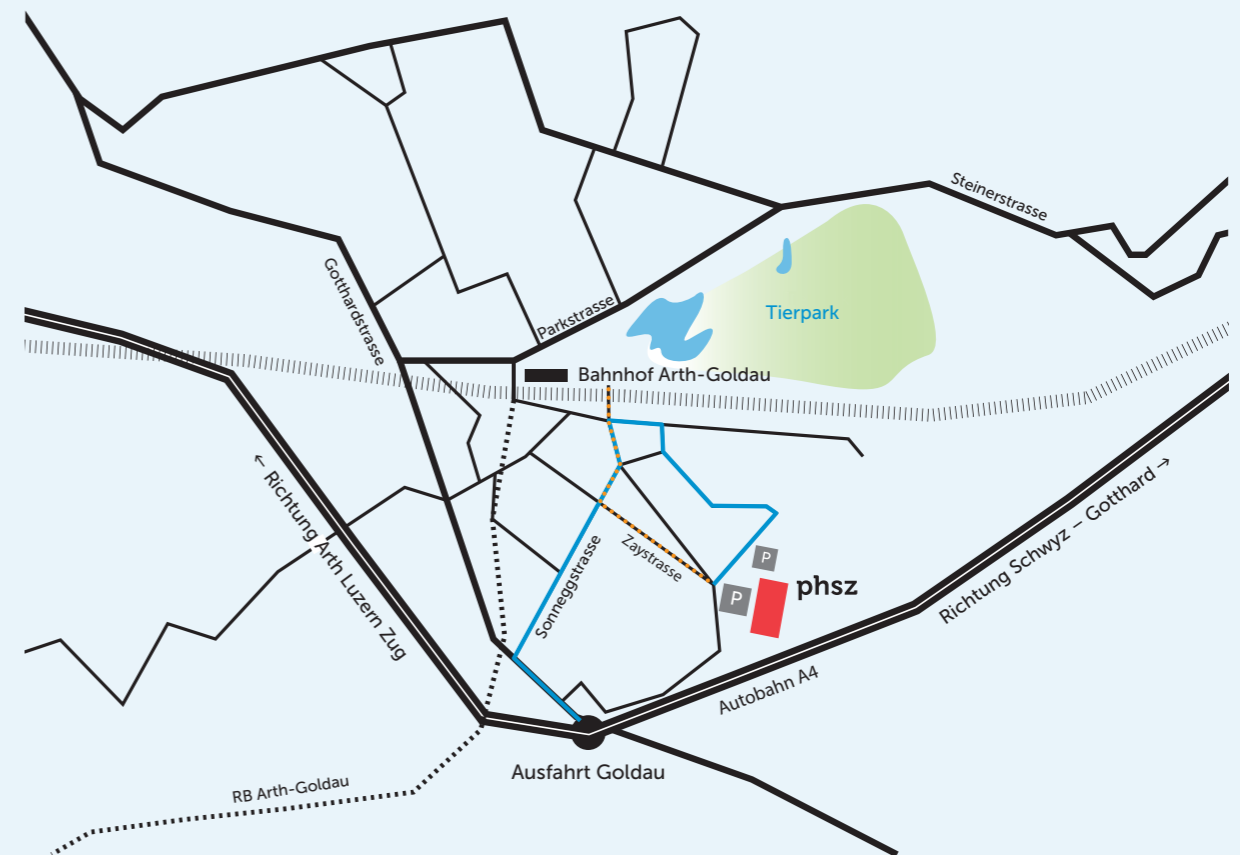 Steinerstrasse
Gotthardstrasse
Parkstrasse
Tierpark
Bahnhof Arth-Goldau
← Richtung Arth Luzern Zug
Richtung Schwyz – Gotthard →
Zaystrasse
Sonneggstrasse
P
P
phsz
Autobahn A4
Ausfahrt Goldau
RB Arth-Goldau